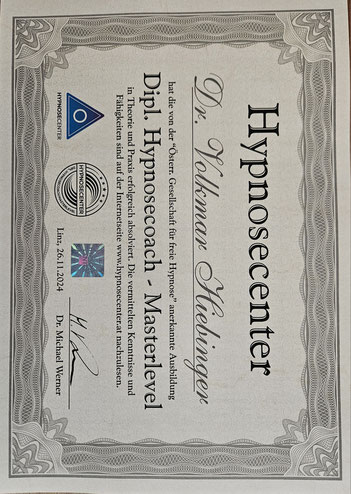 Hypnosecenter
Dr. Volkmar Hiebinger
hat die von der "Österr. Gesellschaft für freie Hypnose" anerkannte Ausbildung
Dipl. Hypnosecoach - Masterlevel
in Theorie und Praxis erfolgreich absolviert. Die vermittelten Kenntnisse und
Fähigkeiten sind auf der Internetseite www.hypnosecenter.at nachzulesen.
HYPNOSECENTER
HYPNOSECENTER
Linz, 26.11.2024
Dr. Michael Werner